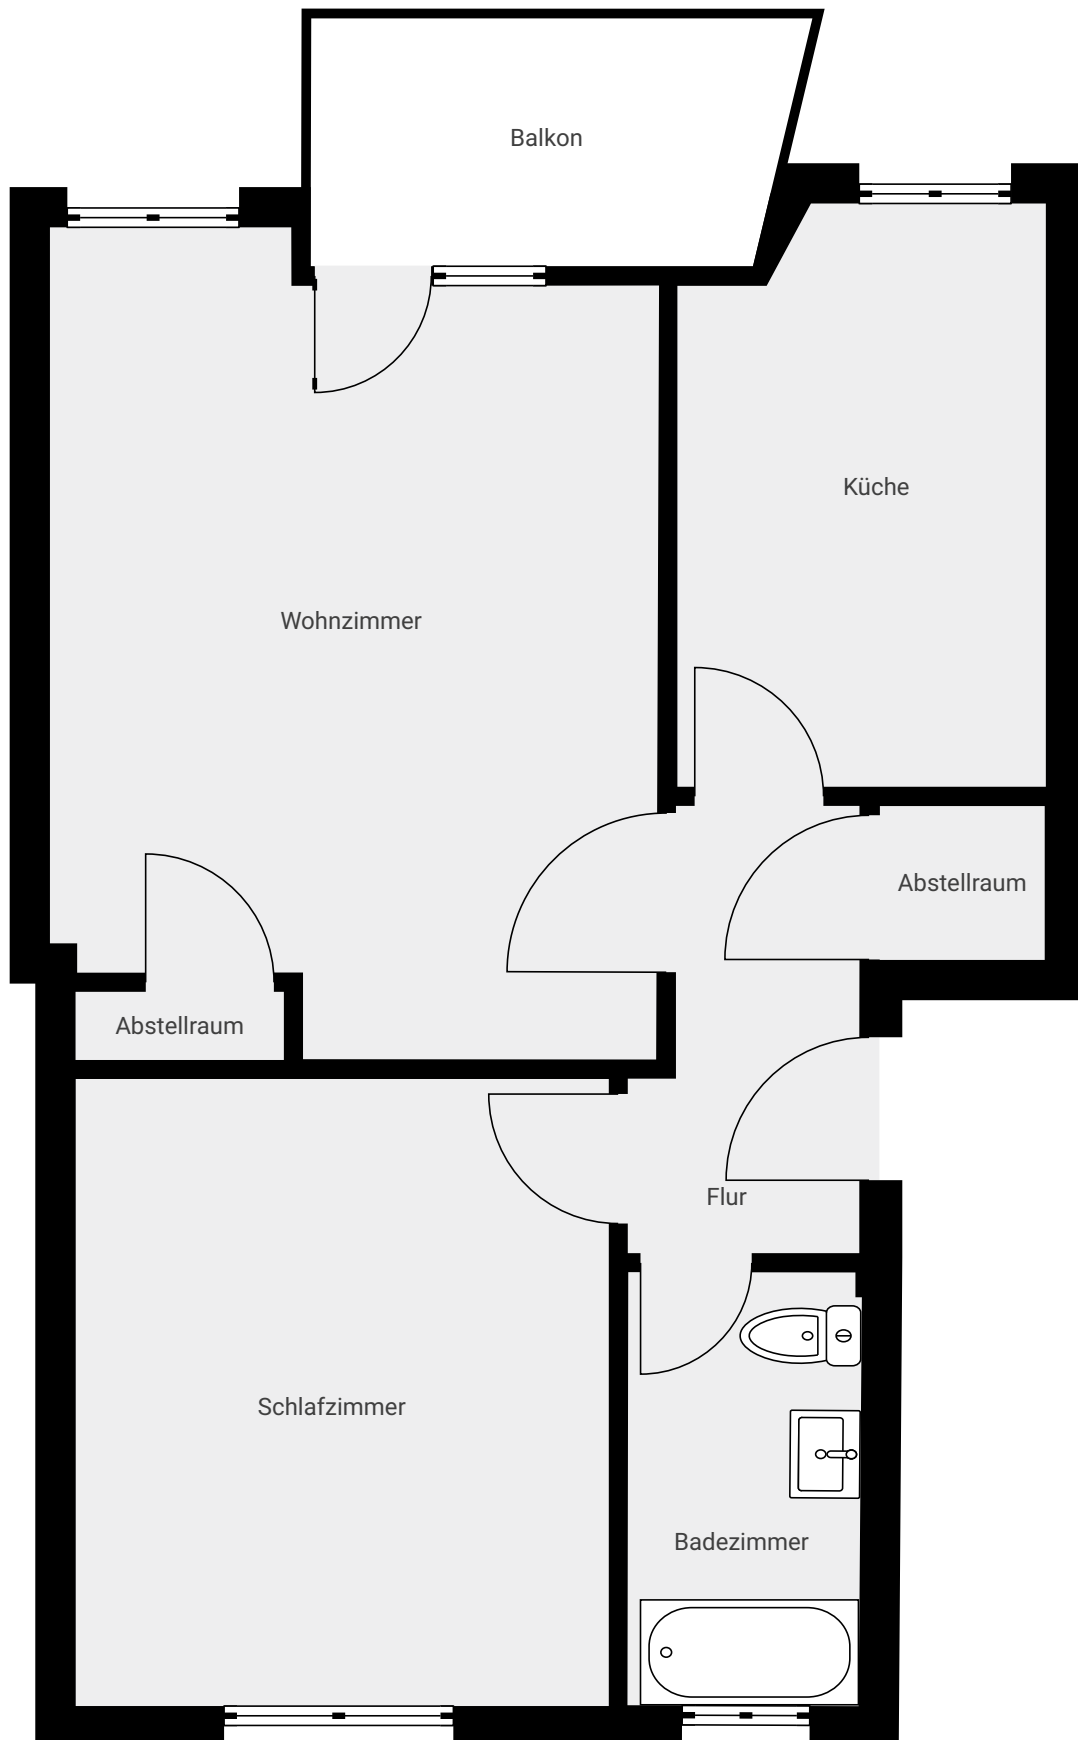 Balkon
Küche
Wohnzimmer
Abstellraum
Abstellraum
Flur
Schlafzimmer
Badezimmer